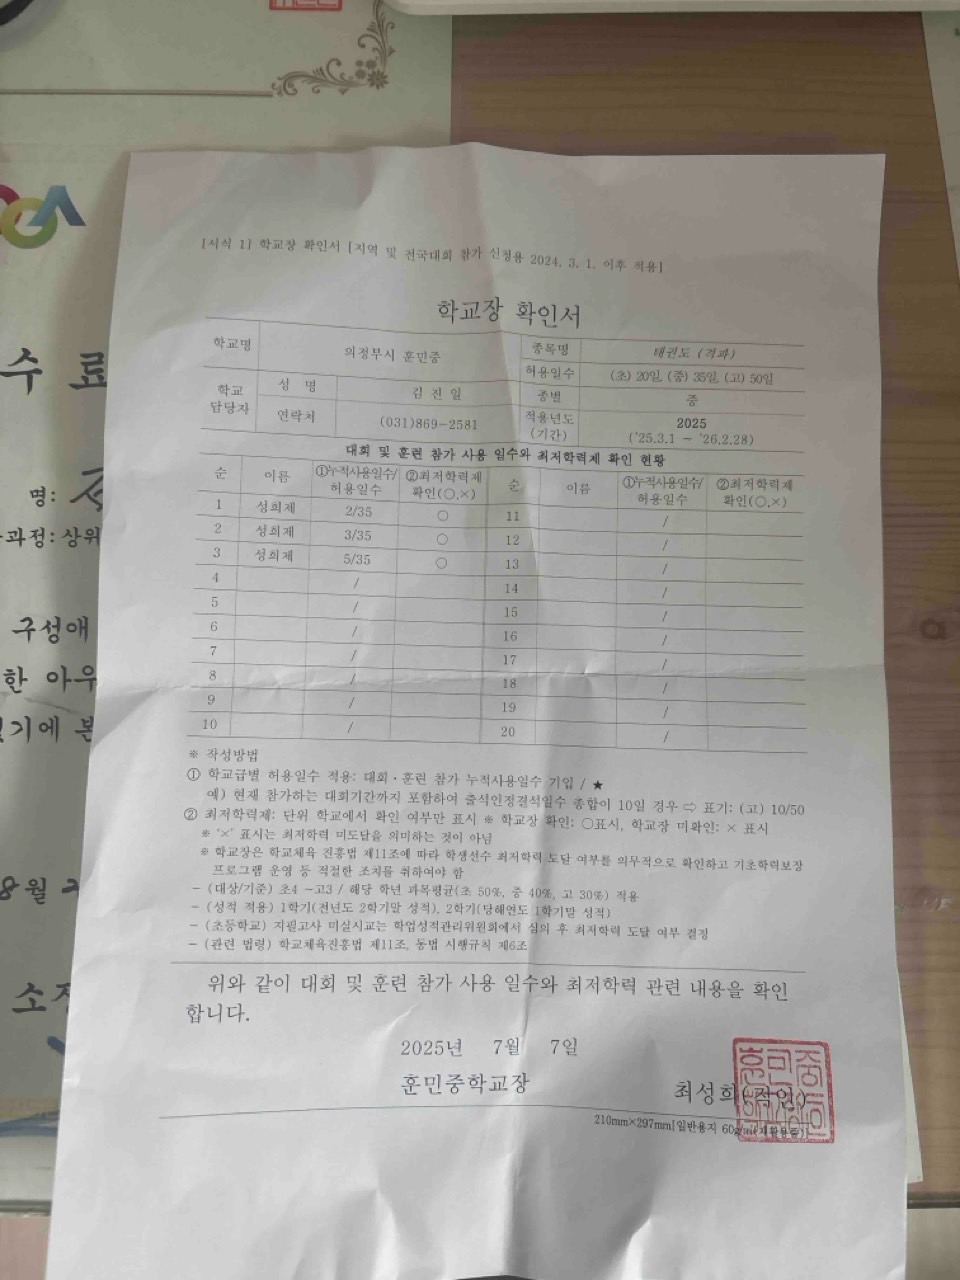 [서식 1] 학교장 확인서 [지역 및 전국대회 참가 신청용 2024. 3. 1. 이후 적용]
학교장 확인서
학교명 의정부시 훈민중 종목명 태권도 (격파)
허용일수 (초) 20일, (중) 35일, (고) 50일
학교 담당자 성 명 김진일 종별 중
연락처 (031)869-2581 적용년도 (기간) 2025 ('25.3.1 ~ '26.2.28)
대회 및 훈련 참가 사용 일수와 최저학력제 확인 현황
순 이름 ①누적사용일수/허용일수 ②최저학력제 확인(○,×) 순 이름 ①누적사용일수/허용일수 ②최저학력제 확인(○,×)
1 성희제 2/35 ○ 11 /
2 성희제 3/35 ○ 12 /
3 성희제 5/35 ○ 13 /
4 / 14 /
5 / 15 /
6 / 16 /
7 / 17 /
8 / 18 /
9 / 19 /
10 / 20 /
※ 작성방법
① 학교급별 허용일수 적용: 대회·훈련 참가 누적사용일수 기입 / ★
예) 현재 참가하는 대회기간까지 포함하여 출석인정결석일수 총합이 10일 경우 ⇨ 표기: (고) 10/50
② 최저학력제: 단위 학교에서 확인 여부만 표시 ※ 학교장 확인: ○표시, 학교장 미확인: × 표시
※ '×' 표시는 최저학력 미도달을 의미하는 것이 아님
※ 학교장은 학교체육 진흥법 제11조에 따라 학생선수 최저학력 도달 여부를 의무적으로 확인하고 기초학력보장
프로그램 운영 등 적절한 조치를 취하여야 함
- (대상/기준) 초4 ~고3 / 해당 학년 과목평균(초 50%, 중 40%, 고 30%) 적용
- (성적 적용) 1학기(전년도 2학기말 성적), 2학기(당해연도 1학기말 성적)
- (초등학교) 지필고사 미실시교는 학업성적관리위원회에서 심의 후 최저학력 도달 여부 결정
- (관련 법령) 학교체육진흥법 제11조, 동법 시행규칙 제6조
위와 같이 대회 및 훈련 참가 사용 일수와 최저학력 관련 내용을 확인
합니다.
2025년 7월 7일
훈민중학교장 최성희(직인)
210mm×297mm[일반용지 60g/㎡(재활용품)]
수 료
명:
과정: 상위
구성애
한 아우
기에 본
8월 2
소